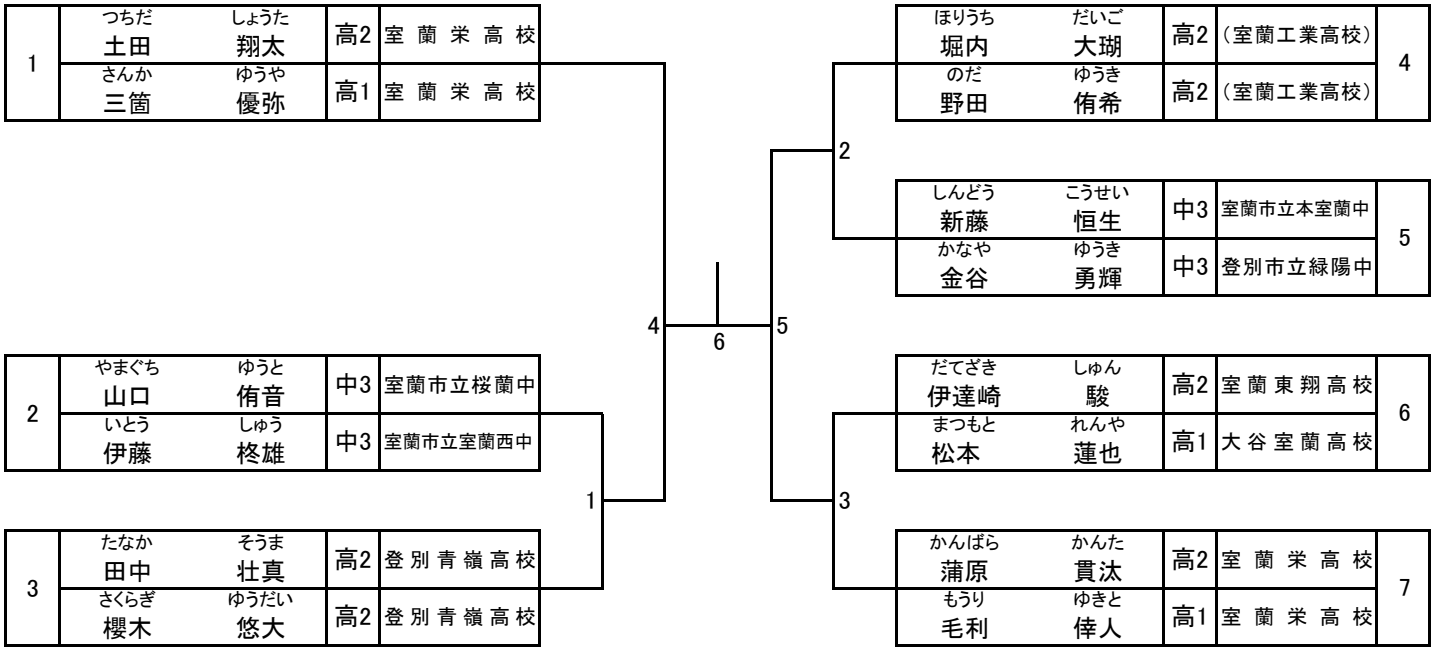 つちだ しょうた
1 土田 翔太 高2 室蘭栄高校
さんか ゆうや
三箇 優弥 高1 室蘭栄高校
やまぐち ゆうと
2 山口 侑音 中3 室蘭市立桜蘭中
いとう しゅう
伊藤 柊雄 中3 室蘭市立室蘭西中
たなか そうま
3 田中 壮真 高2 登別青嶺高校
さくらぎ ゆうだい
櫻木 悠大 高2 登別青嶺高校
1
4
6
5
2
3
ほりうち だいご
堀内 大瑚 高2 (室蘭工業高校) 4
のだ ゆうき
野田 侑希 高2 (室蘭工業高校)
しんどう こうせい
新藤 恒生 中3 室蘭市立本室蘭中 5
かなや ゆうき
金谷 勇輝 中3 登別市立緑陽中
だてざき しゅん
伊達崎 駿 高2 室蘭東翔高校 6
まつもと れんや
松本 蓮也 高1 大谷室蘭高校
かんばら かんた
蒲原 貫汰 高2 室蘭栄高校 7
もうり ゆきと
毛利 倖人 高1 室蘭栄高校